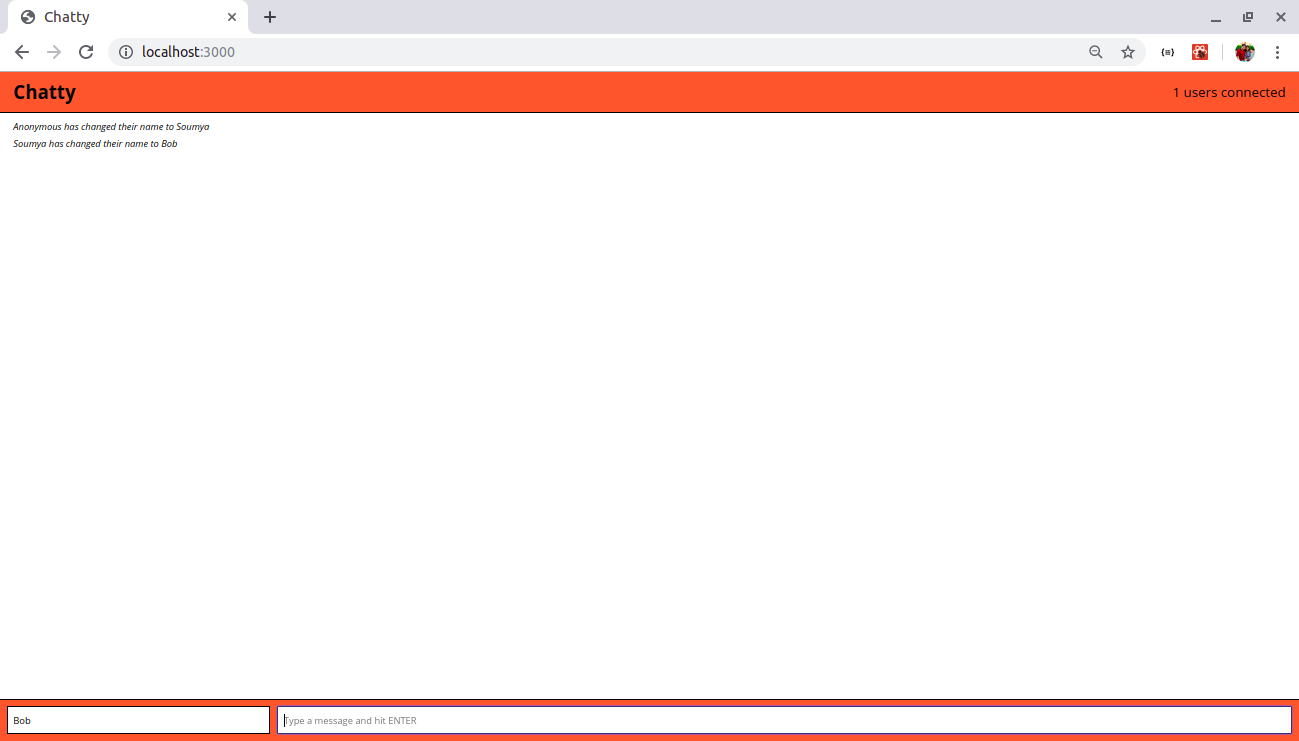 Chatty
localhost:3000
Chatty
1 users connected
Anonymous has changed their name to Soumya
Soumya has changed their name to Bob
Bob
Type a message and hit ENTER